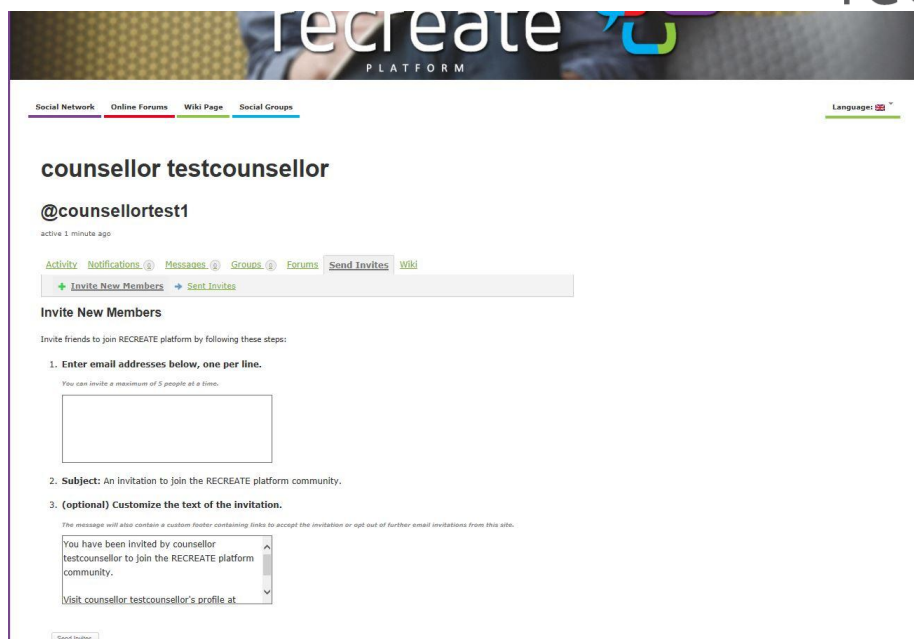 recreate
PLATFORM
Social Network Online Forums Wiki Page Social Groups Language:
counsellor testcounsellor
@counsellortest1
active 1 minute ago
Activity Notifications 0 Messages 0 Groups 0 Forums Send Invites Wiki
Invite New Members Sent Invites
Invite New Members
Invite friends to join RECREATE platform by following these steps:
1. Enter email addresses below, one per line.
You can invite a maximum of 5 people at a time.
2. Subject: An invitation to join the RECREATE platform community.
3. (optional) Customize the text of the invitation.
The message will also contain a custom footer containing links to accept the invitation or opt out of further email invitations from this site.
You have been invited by counsellor
testcounsellor to join the RECREATE platform
community.
Visit counsellor testcounsellor's profile at
Send Invites